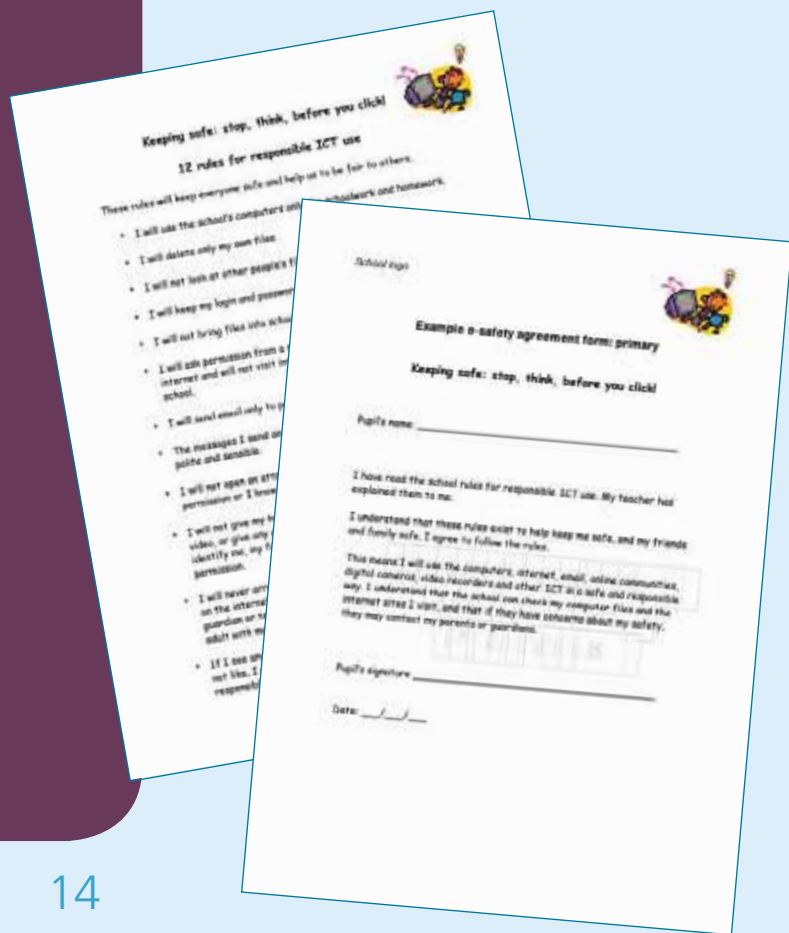 Keeping safe: stop, think, before you click!
12 rules for responsible ICT use
These rules will keep everyone safe and help us to be fair to others.
• I will use the school's computers schoolwork and homework.
• I will delete only my own files.
• I will not look at other people's
• I will keep my login and
• I will not bring files into
• I will ask permission from a
internet and will not visit
school.
• I will send email only to
• The messages I send
polite and sensible.
• I will not open an
permission or I
• I will not give my
video, or give any
identify me, my
permission.
• I will never
on the
guardian or
adult with
• If I see
not like, I

School logo
Example e-safety agreement form: primary
Keeping safe: stop, think, before you click!
Pupil's name
I have read the school rules for responsible ICT use. My teacher has
explained them to me.
I understand that these rules exist to help keep me safe, and my friends
and family safe. I agree to follow the rules.
This means I will use the computers, internet, email, online communities,
digital cameras, video recorders and other ICT in a safe and responsible
way. I understand that the school can check my computer files and the
internet sites I visit, and that if they have concerns about my safety,
they may contact my parents or guardians.
Pupil's signature
Date: __/__/__
14